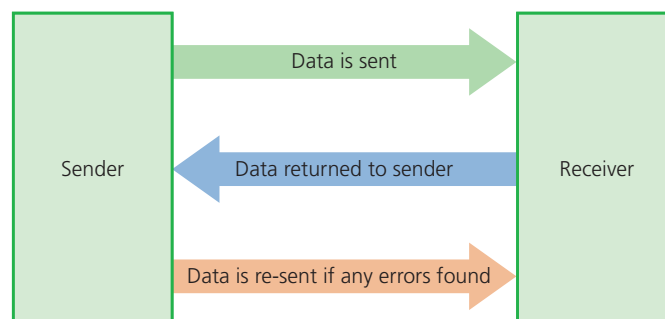 Data is sent
Sender
Data returned to sender
Receiver
Data is re-sent if any errors found